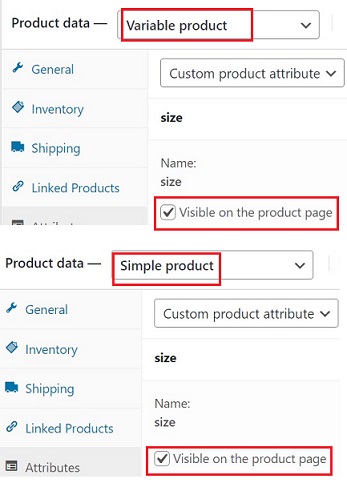 Product data — Variable product
General
Custom product attribute
Inventory
size
Shipping
Name:
Linked Products
size
Attributes
Visible on the product page
Product data — Simple product
General
Custom product attribute
Inventory
size
Shipping
Name:
Linked Products
size
Visible on the product page
Attributes